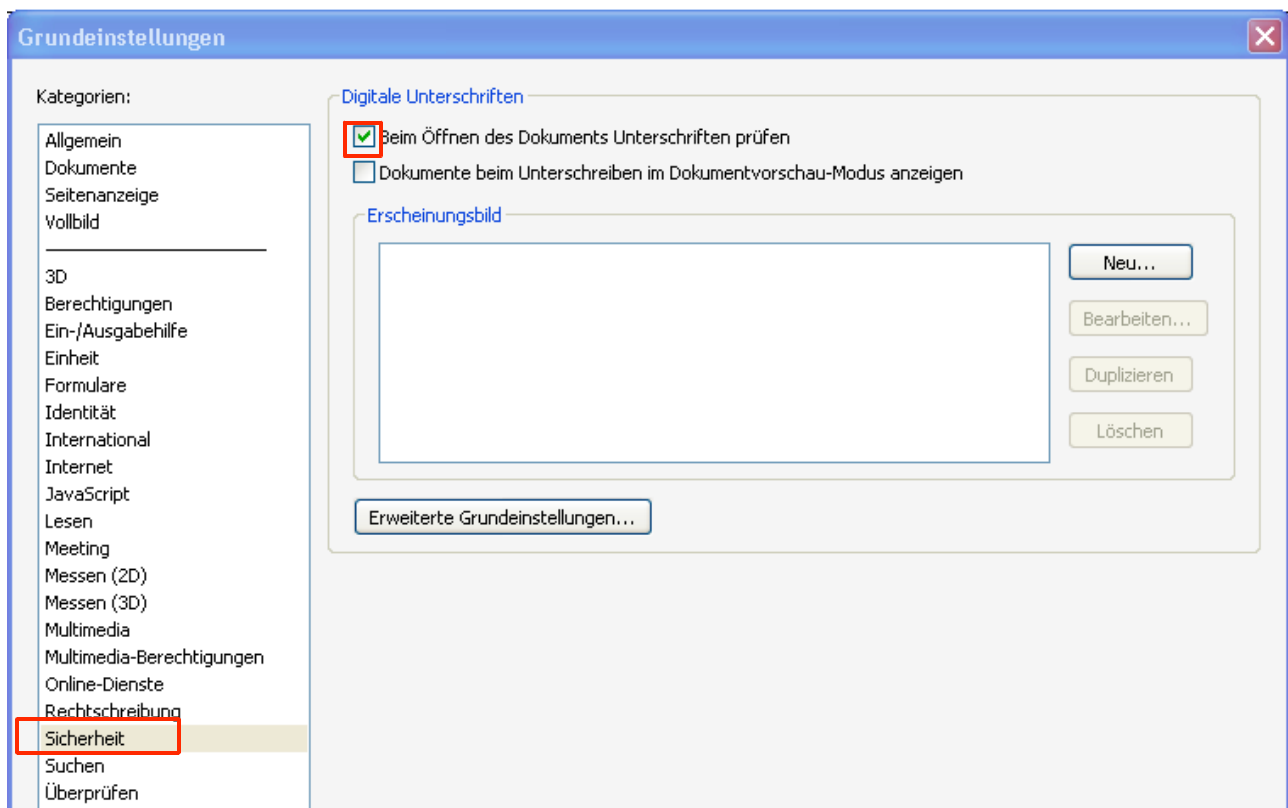 Grundeinstellungen
Kategorien:
Allgemein
Dokumente
Seitenanzeige
Vollbild
3D
Berechtigungen
Ein-/Ausgabehilfe
Einheit
Formulare
Identität
International
Internet
JavaScript
Lesen
Meeting
Messen (2D)
Messen (3D)
Multimedia
Multimedia-Berechtigungen
Online-Dienste
Rechtschreibung
Sicherheit
Suchen
Überprüfen
Digitale Unterschriften
Beim Öffnen des Dokuments Unterschriften prüfen
Dokumente beim Unterschreiben im Dokumentvorschau-Modus anzeigen
Erscheinungsbild
Neu...
Bearbeiten...
Duplizieren
Löschen
Erweiterte Grundeinstellungen...